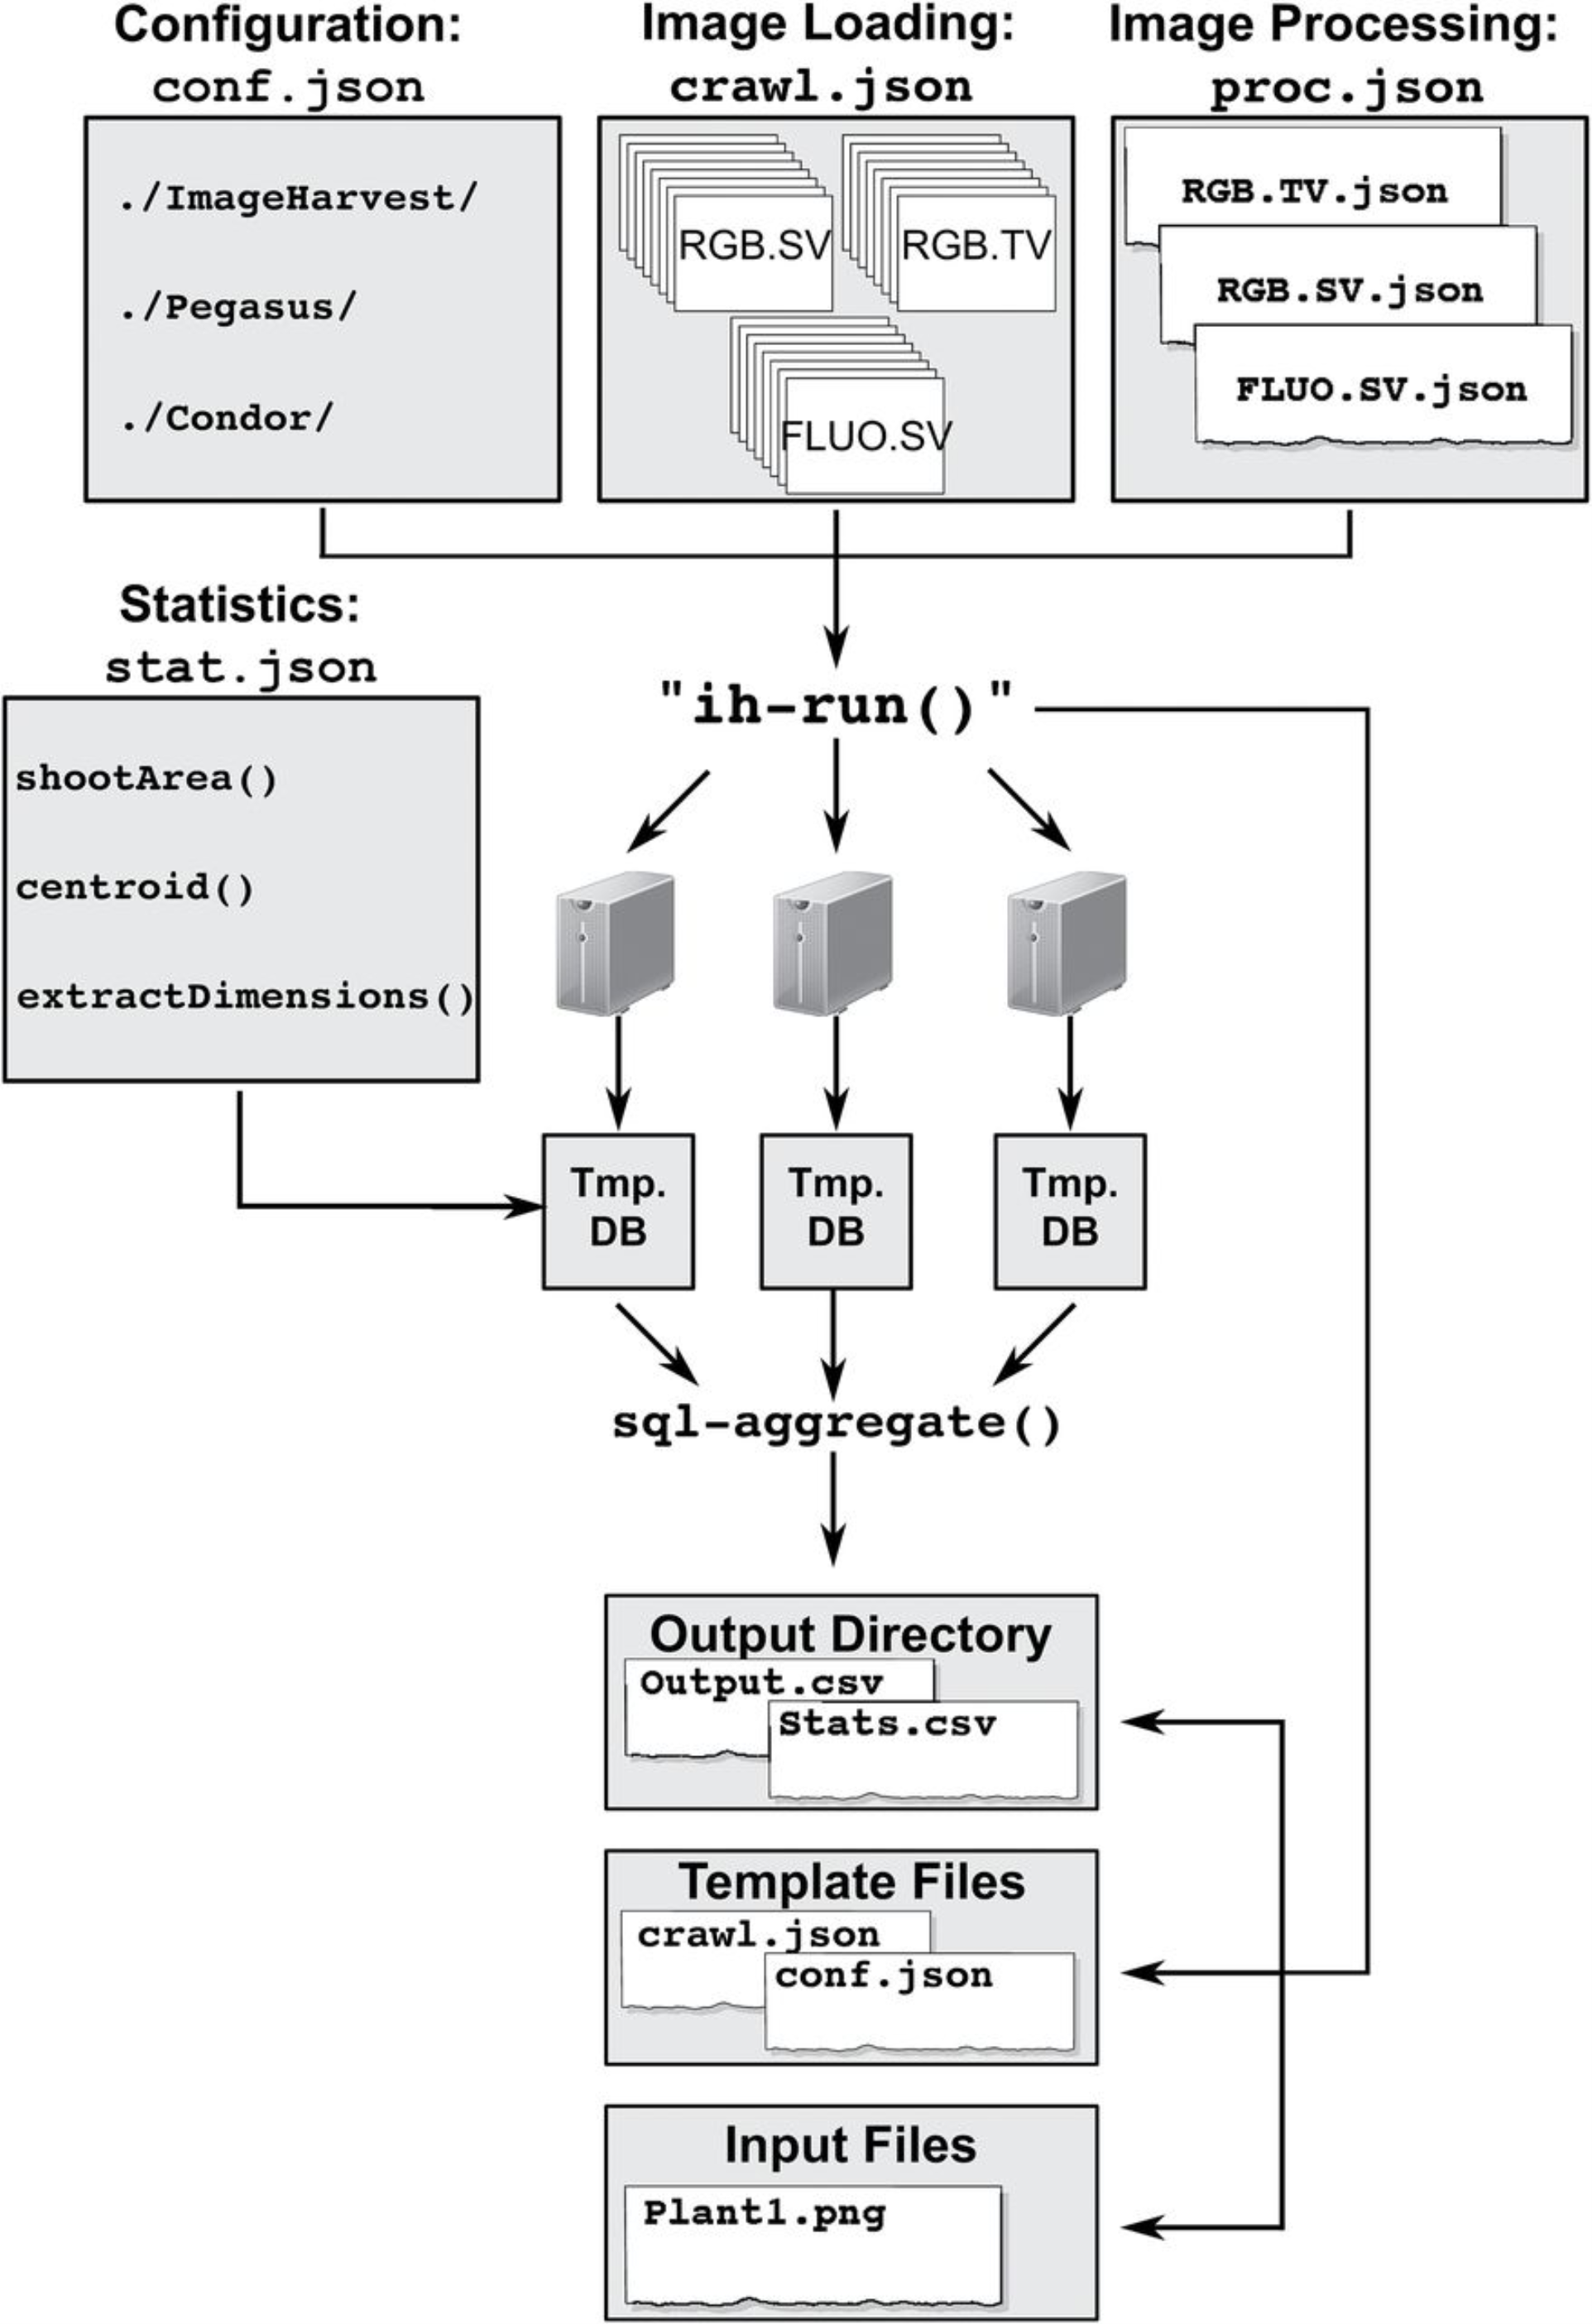 Configuration:
conf.json
./ImageHarvest/
./Pegasus/
./Condor/
Image Loading:
crawl.json
RGB.SV
RGB.TV
FLUO.SV
Image Processing:
proc.json
RGB.TV.json
RGB.SV.json
FLUO.SV.json
Statistics:
stat.json
shootArea()
centroid()
extractDimensions()
"ih-run()"
Tmp.
DB
Tmp.
DB
Tmp.
DB
sql-aggregate()
Output Directory
Output.csv
Stats.csv
Template Files
crawl.json
conf.json
Input Files
Plant1.png